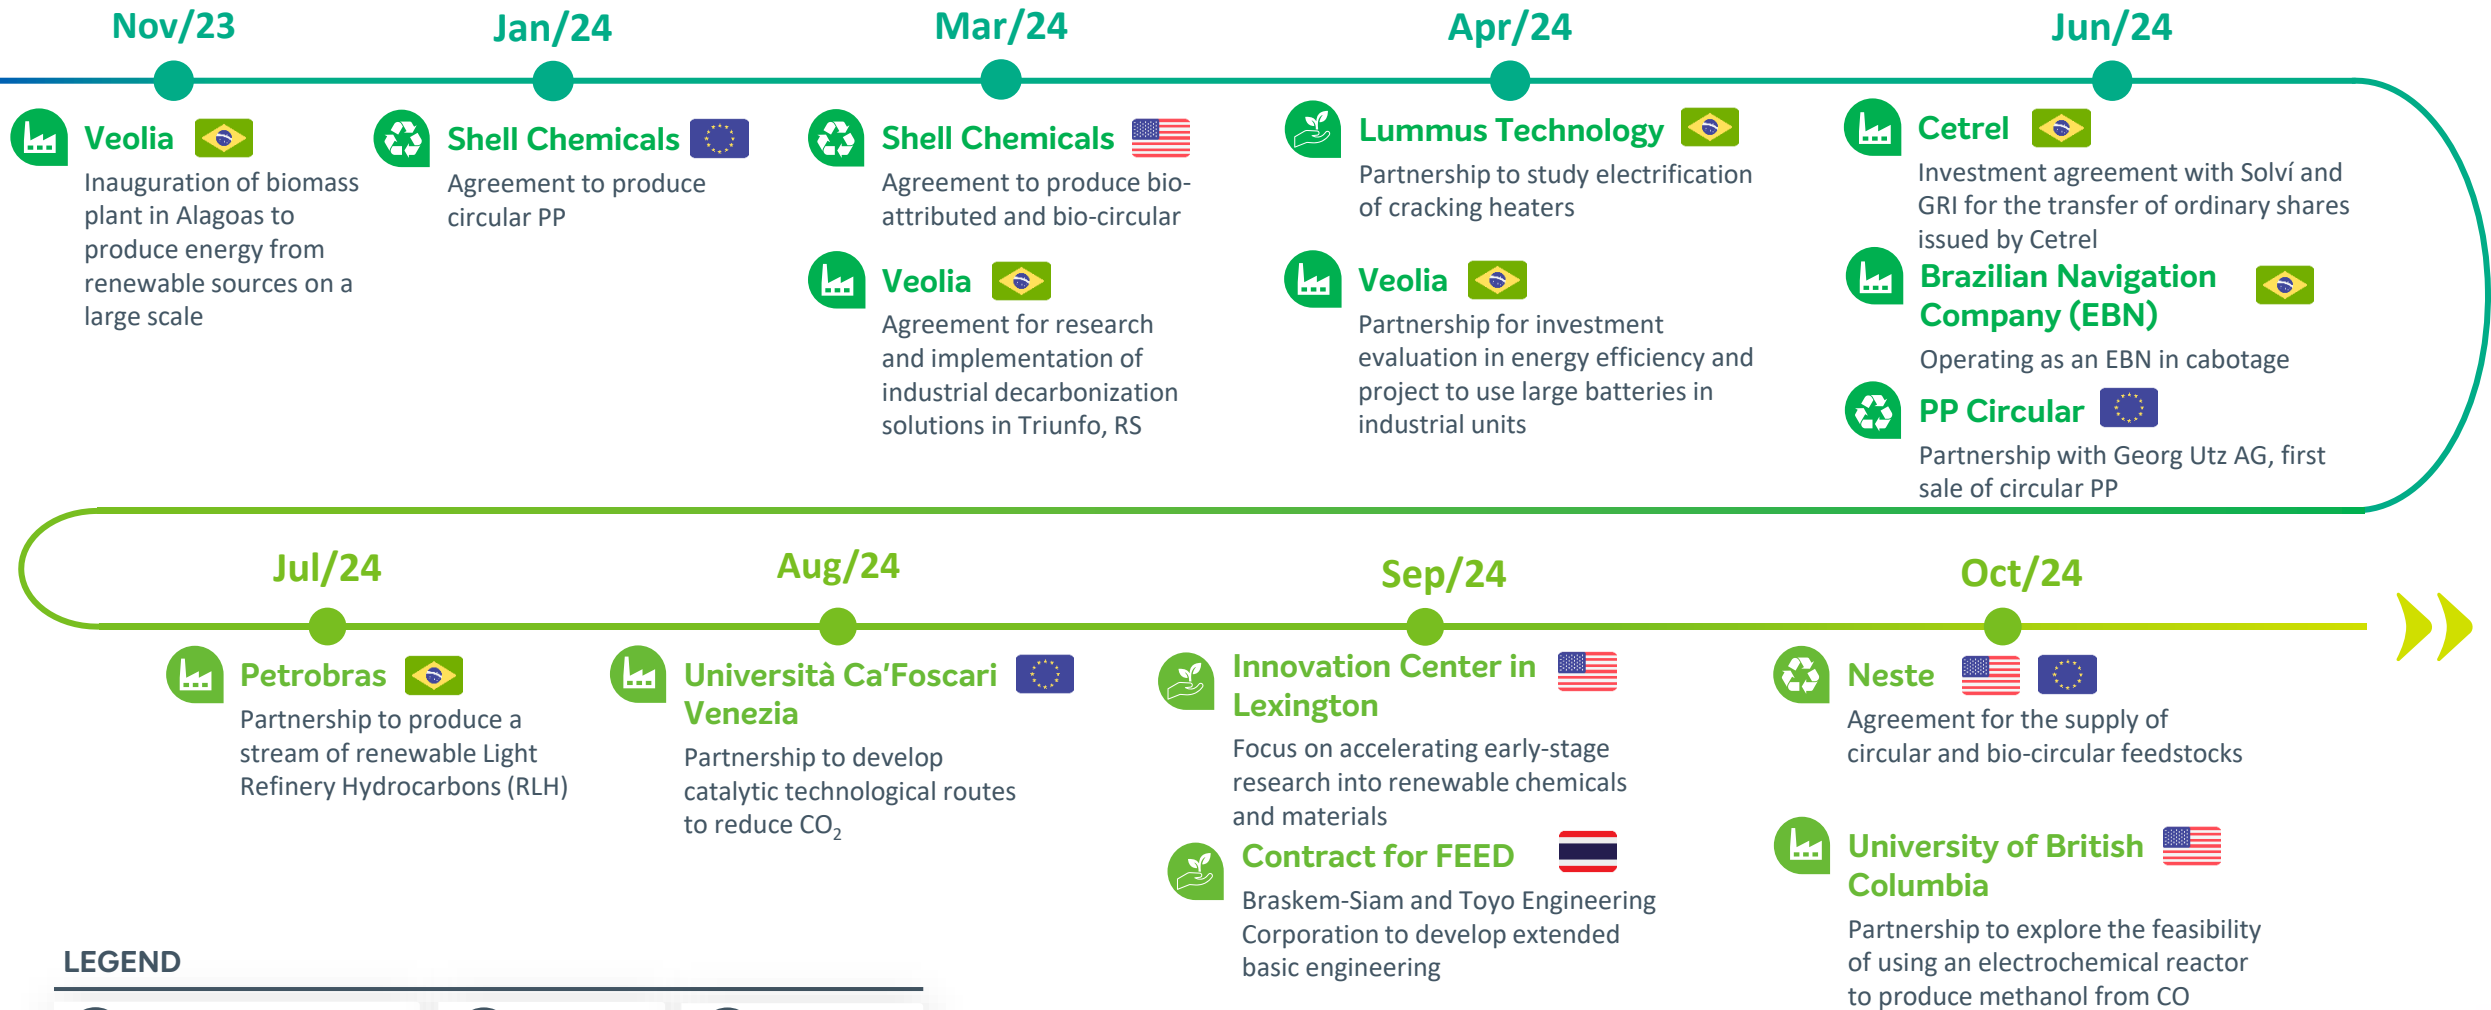 Nov/23
Jan/24
Mar/24
Apr/24
Jun/24
Veolia
Inauguration of biomass
plant in Alagoas to
produce energy from
renewable sources on a
large scale
Shell Chemicals
Agreement to produce
circular PP
Shell Chemicals
Agreement to produce bio-
attributed and bio-circular
Veolia
Agreement for research
and implementation of
industrial decarbonization
solutions in Triunfo, RS
Lummus Technology
Partnership to study electrification
of cracking heaters
Veolia
Partnership for investment
evaluation in energy efficiency and
project to use large batteries in
industrial units
Cetrel
Investment agreement with Solví and
GRI for the transfer of ordinary shares
issued by Cetrel
Brazilian Navigation
Company (EBN)
Operating as an EBN in cabotage
PP Circular
Partnership with Georg Utz AG, first
sale of circular PP
Jul/24
Aug/24
Sep/24
Oct/24
Petrobras
Partnership to produce a
stream of renewable Light
Refinery Hydrocarbons (RLH)
Università Ca'Foscari
Venezia
Partnership to develop
catalytic technological routes
to reduce CO₂
Innovation Center in
Lexington
Focus on accelerating early-stage
research into renewable chemicals
and materials
Contract for FEED
Braskem-Siam and Toyo Engineering
Corporation to develop extended
basic engineering
Neste
Agreement for the supply of
circular and bio-circular feedstocks
University of British
Columbia
Partnership to explore the feasibility
of using an electrochemical reactor
to produce methanol from CO
LEGEND